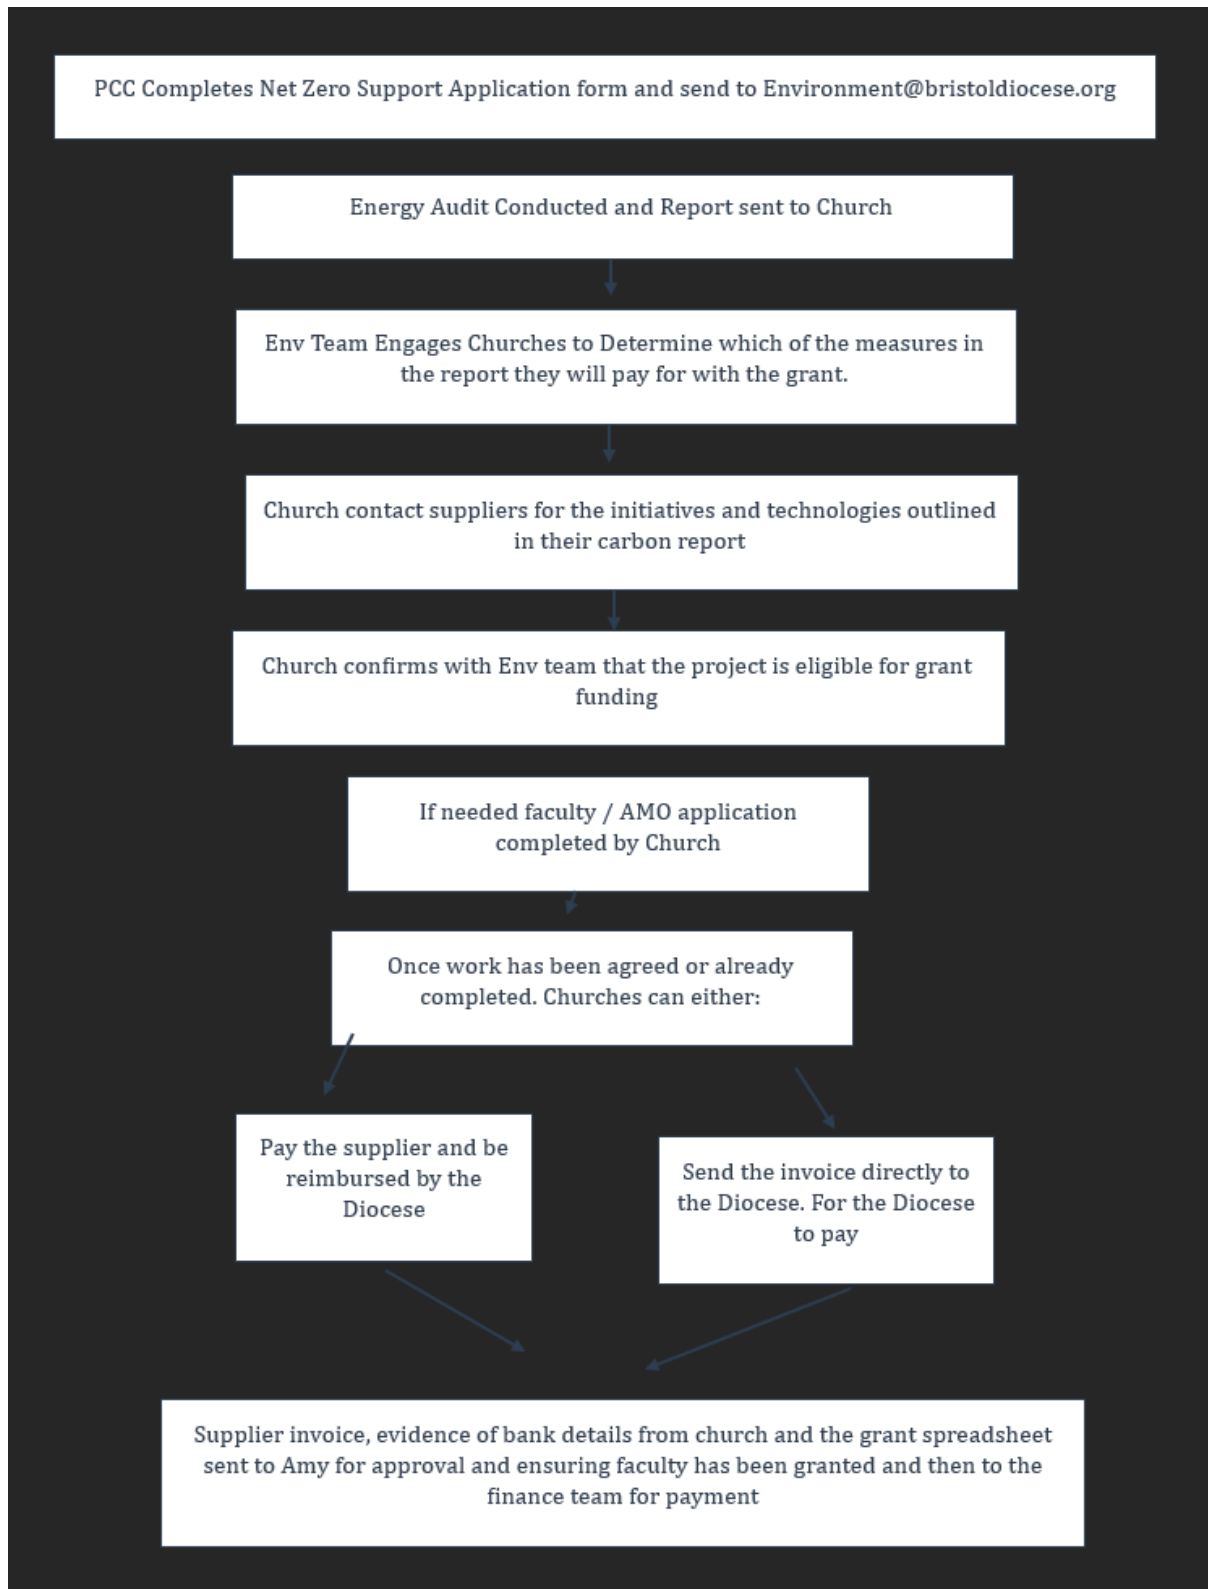 PCC Completes Net Zero Support Application form and send to Environment@bristoldiocese.org
Energy Audit Conducted and Report sent to Church
Env Team Engages Churches to Determine which of the measures in
the report they will pay for with the grant.
Church contact suppliers for the initiatives and technologies outlined
in their carbon report
Church confirms with Env team that the project is eligible for grant
funding
If needed faculty / AMO application
completed by Church
Once work has been agreed or already
completed. Churches can either:
Pay the supplier and be
reimbursed by the
Diocese
Send the invoice directly to
the Diocese. For the Diocese
to pay
Supplier invoice, evidence of bank details from church and the grant spreadsheet
sent to Amy for approval and ensuring faculty has been granted and then to the
finance team for payment